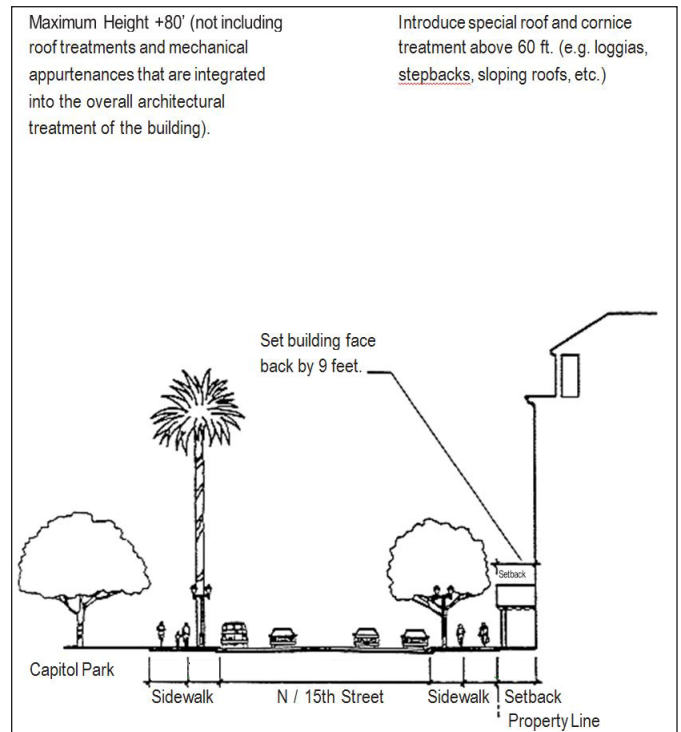 Maximum Height +80' (not including
roof treatments and mechanical
appurtenances that are integrated
into the overall architectural
treatment of the building).
Introduce special roof and cornice
treatment above 60 ft. (e.g. loggias,
stepbacks, sloping roofs, etc.)
Set building face
back by 9 feet.
Setback
Capitol Park
Sidewalk
N / 15th Street
Sidewalk
Setback
Property Line